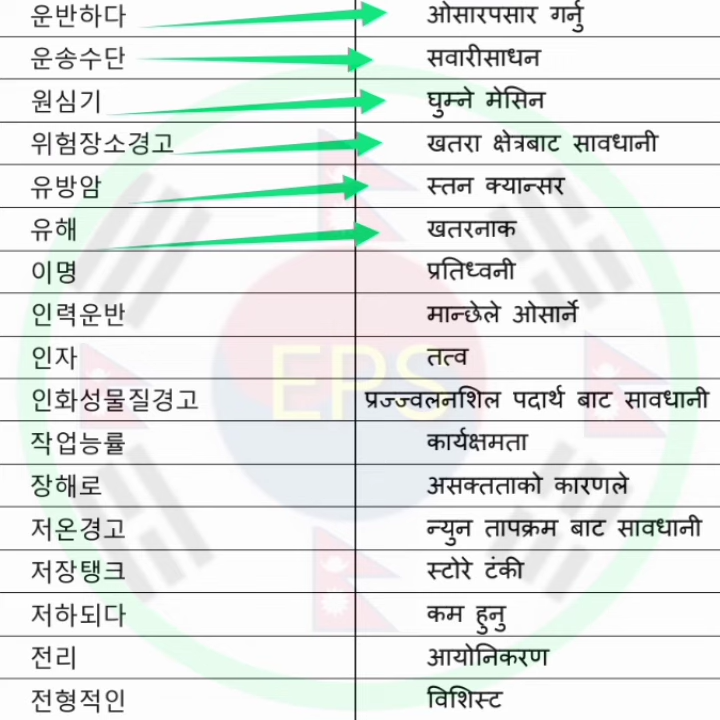 운반하다 ओसारपसार गर्नु
운송수단 सवारीसाधन
원심기 घुम्ने मेसिन
위험장소경고 खतरा क्षेत्रबाट सावधानी
유방암 स्तन क्यान्सर
유해 खतरनाक
이명 प्रतिध्वनी
인력운반 मान्छेले ओसार्ने
인자 तत्व
인화성물질경고 प्रज्ज्वलनशिल पदार्थ बाट सावधानी
작업능률 कार्यक्षमता
장해로 असक्तताको कारणले
저온경고 न्युन तापक्रम बाट सावधानी
저장탱크 स्टोरे टंकी
저하되다 कम हुनु
전리 आयोनिकरण
전형적인 विशिस्ट
EPS